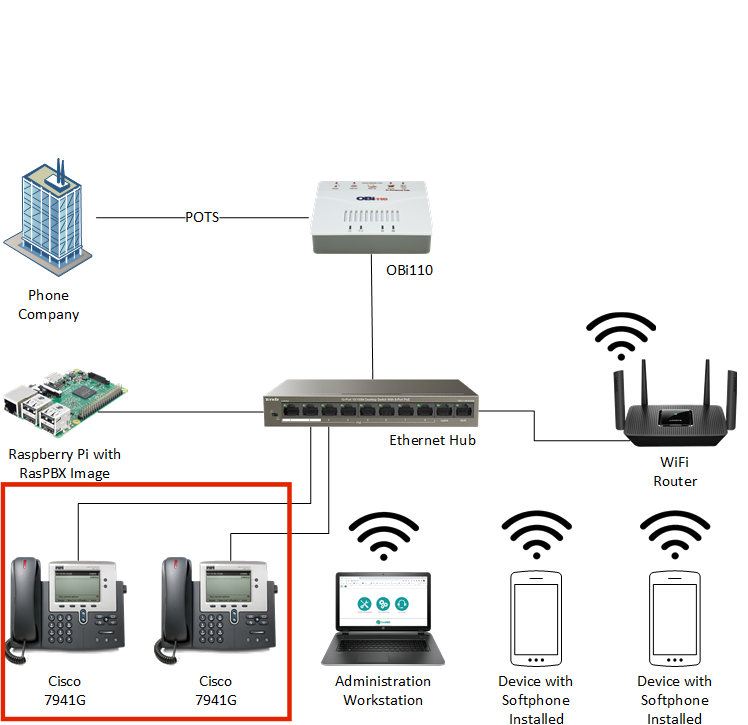 POTS
OBi110
OBi110
Phone
Company
Ethernet Hub
WiFi
Router
Raspberry Pi with
RasPBX Image
Cisco
7941G
Cisco
7941G
Administration
Workstation
Device with
Softphone
Installed
Device with
Softphone
Installed